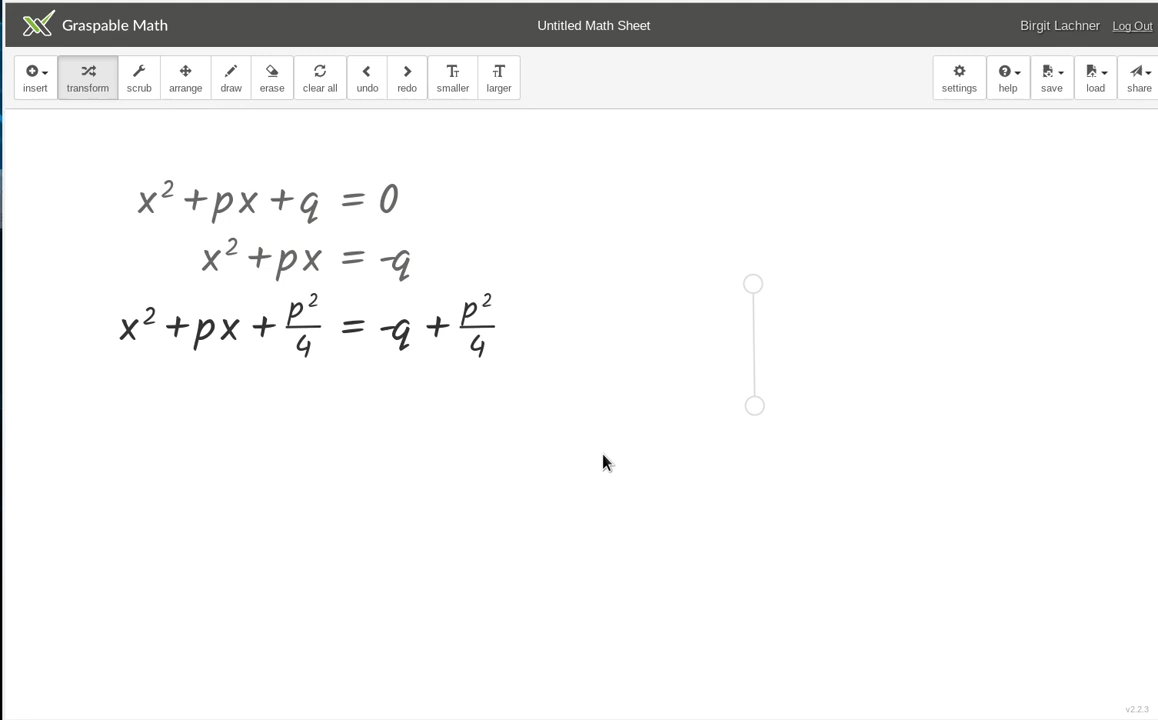 Graspable Math Untitled Math Sheet Birgit Lachner Log Out
insert transform scrub arrange draw erase clear all undo redo smaller larger settings help save load share
x² + px + q = 0
x² + px = -q
x² + px + p²/4 = -q + p²/4
v2.2.3